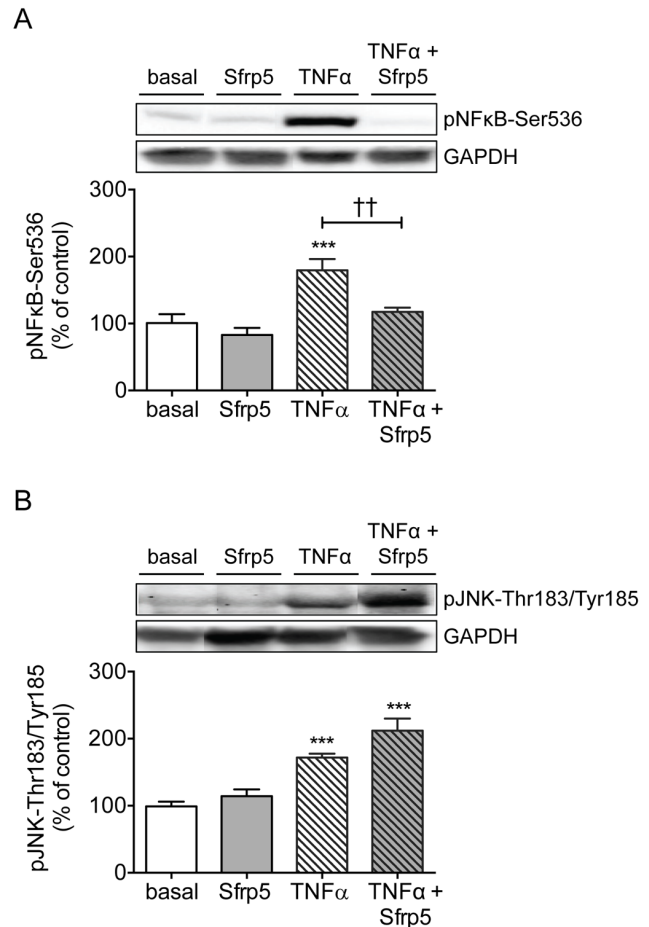 A
TNFα +
basal Sfrp5 TNFα Sfrp5
pNFκB-Ser536
GAPDH
300
200
100
0
pNFκB-Ser536
(% of control)
***
††
basal Sfrp5 TNFα TNFα +
Sfrp5
B
TNFα +
basal Sfrp5 TNFα Sfrp5
pJNK-Thr183/Tyr185
GAPDH
300
200
100
0
pJNK-Thr183/Tyr185
(% of control)
***
***
basal Sfrp5 TNFα TNFα +
Sfrp5